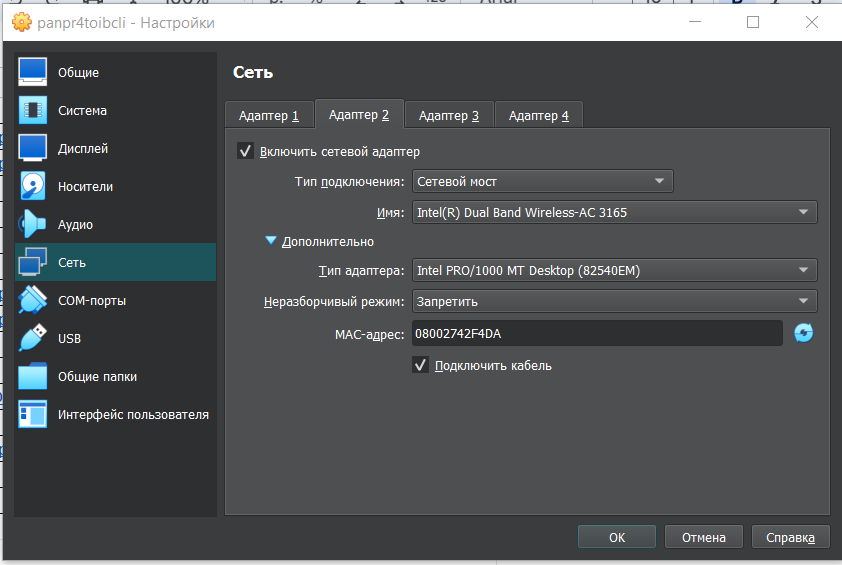 panpr4toibcli - Настройки
Общие
Система
Дисплей
Носители
Аудио
Сеть
COM-порты
USB
Общие папки
Интерфейс пользователя
Сеть
Адаптер 1 Адаптер 2 Адаптер 3 Адаптер 4
Включить сетевой адаптер
Тип подключения: Сетевой мост
Имя: Intel(R) Dual Band Wireless-AC 3165
Дополнительно
Тип адаптера: Intel PRO/1000 MT Desktop (82540EM)
Неразборчивый режим: Запретить
MAC-адрес: 08002742F4DA
Подключить кабель
OK Отмена Справка